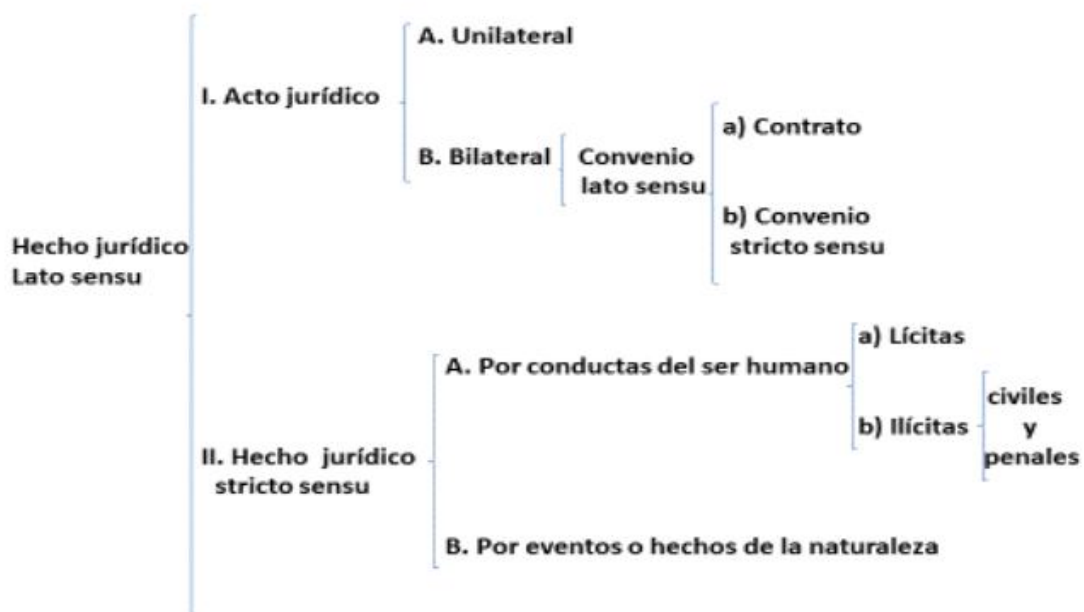 A. Unilateral
I. Acto jurídico
a) Contrato
B. Bilateral
Convenio
lato sensu
b) Convenio
stricto sensu
Hecho jurídico
Lato sensu
a) Lícitas
A. Por conductas del ser humano
civiles
b) Ilícitas
y
penales
II. Hecho jurídico
stricto sensu
B. Por eventos o hechos de la naturaleza